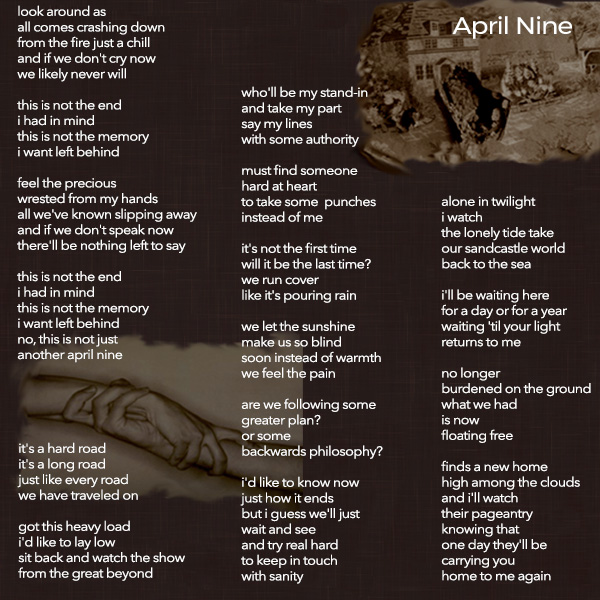 April Nine
look around as
all comes crashing down
from the fire just a chill
and if we don't cry now
we likely never will
this is not the end
i had in mind
this is not the memory
i want left behind
feel the precious
wrested from my hands
all we've known slipping away
and if we don't speak now
there'll be nothing left to say
this is not the end
i had in mind
this is not the memory
i want left behind
no, this is not just
another april nine
it's a hard road
it's a long road
just like every road
we have traveled on
got this heavy load
i'd like to lay low
sit back and watch the show
from the great beyond
who'll be my stand-in
and take my part
say my lines
with some authority
must find someone
hard at heart
to take some  punches
instead of me
it's not the first time
will it be the last time?
we run cover
like it's pouring rain
we let the sunshine
make us so blind
soon instead of warmth
we feel the pain
are we following some
greater plan?
or some
backwards philosophy?
i'd like to know now
just how it ends
but i guess we'll just
wait and see
and try real hard
to keep in touch
with sanity
alone in twilight
i watch
the lonely tide take
our sandcastle world
back to the sea
i'll be waiting here
for a day or for a year
waiting 'til your light
returns to me
no longer
burdened on the ground
what we had
is now
floating free
finds a new home
high among the clouds
and i'll watch
their pageantry
knowing that
one day they'll be
carrying you
home to me again